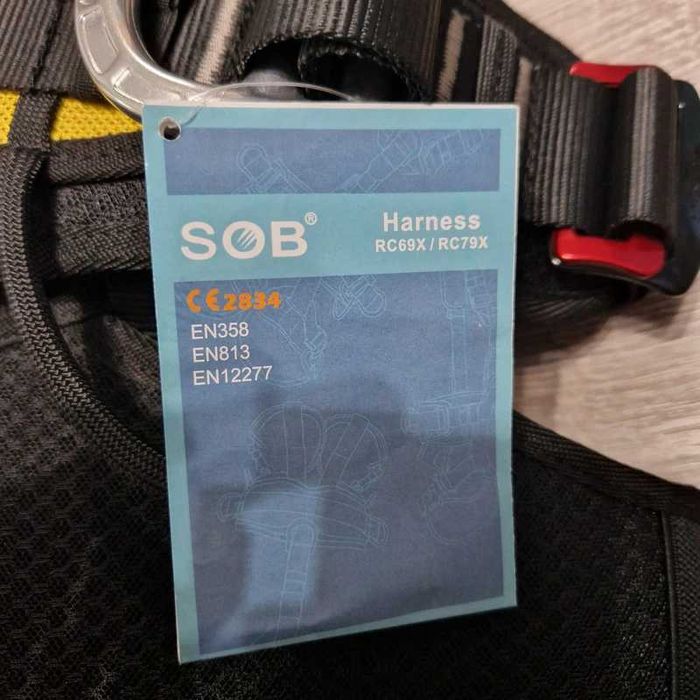 SOB®
Harness
RC69X / RC79X
CE2834
EN358
EN813
EN12277